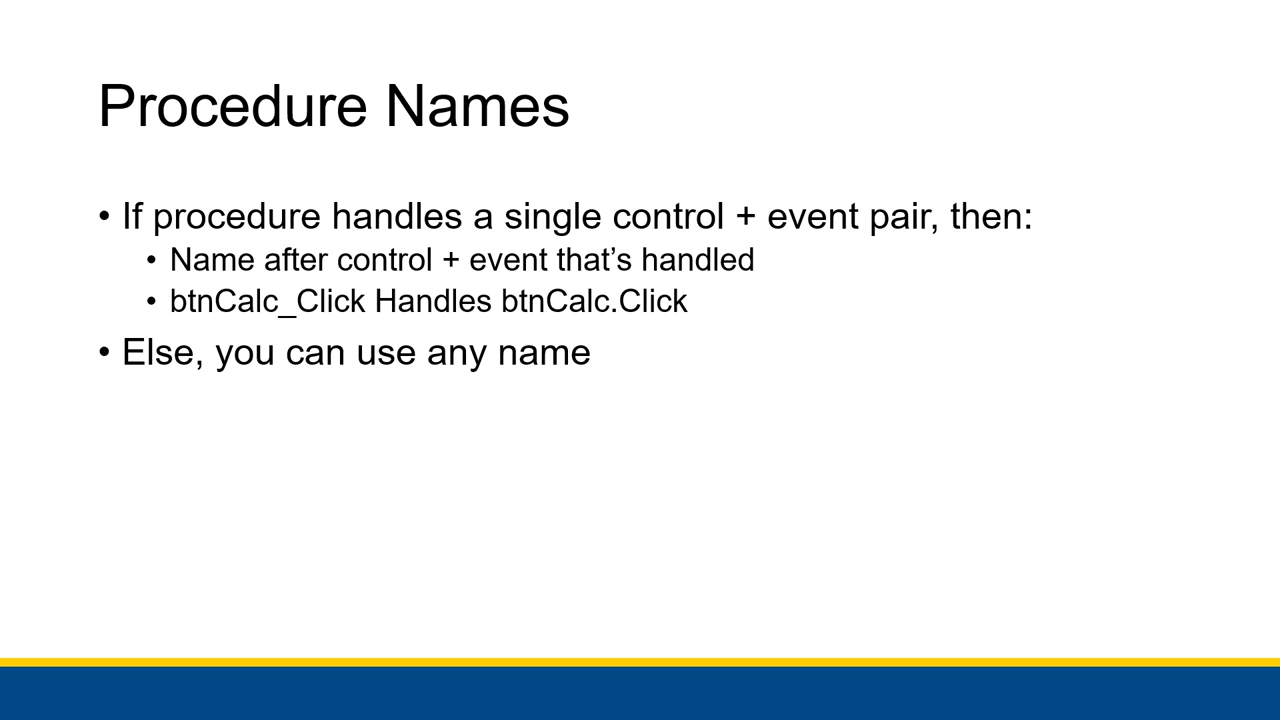 Procedure Names
• If procedure handles a single control + event pair, then:
• Name after control + event that’s handled
• btnCalc_Click Handles btnCalc.Click
• Else, you can use any name